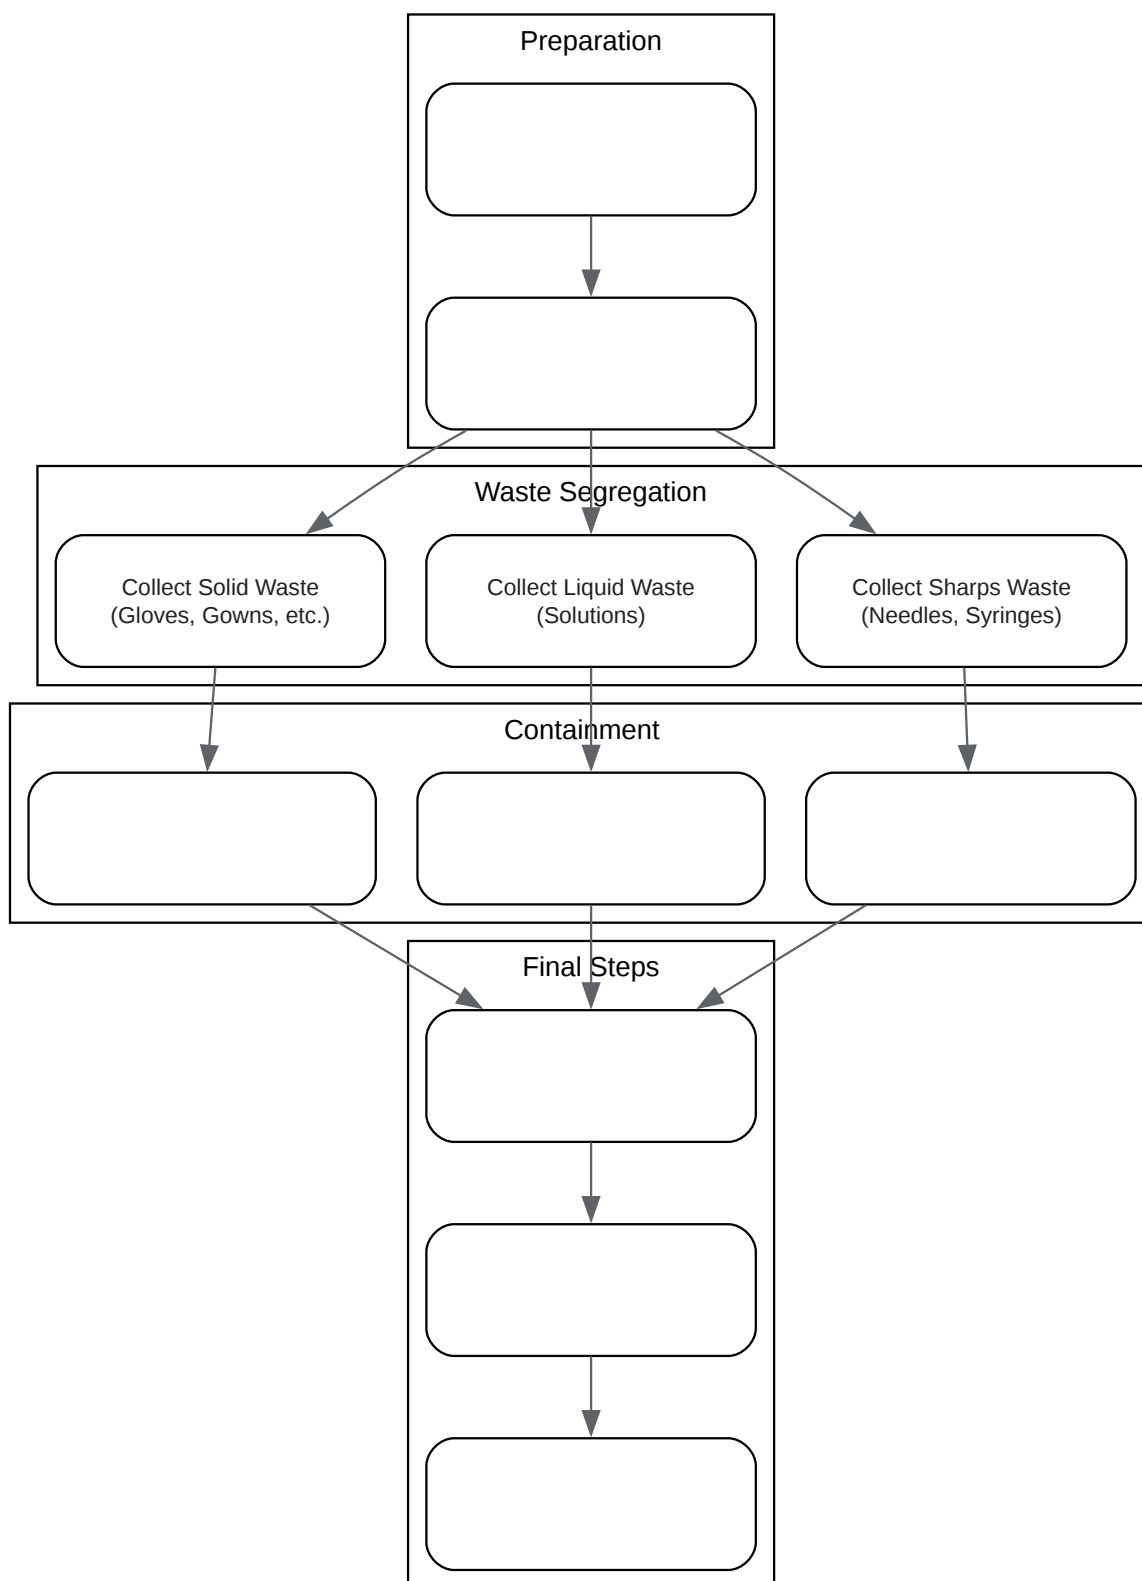 Preparation
Waste Segregation
Collect Solid Waste
(Gloves, Gowns, etc.)
Collect Liquid Waste
(Solutions)
Collect Sharps Waste
(Needles, Syringes)
Containment
Final Steps